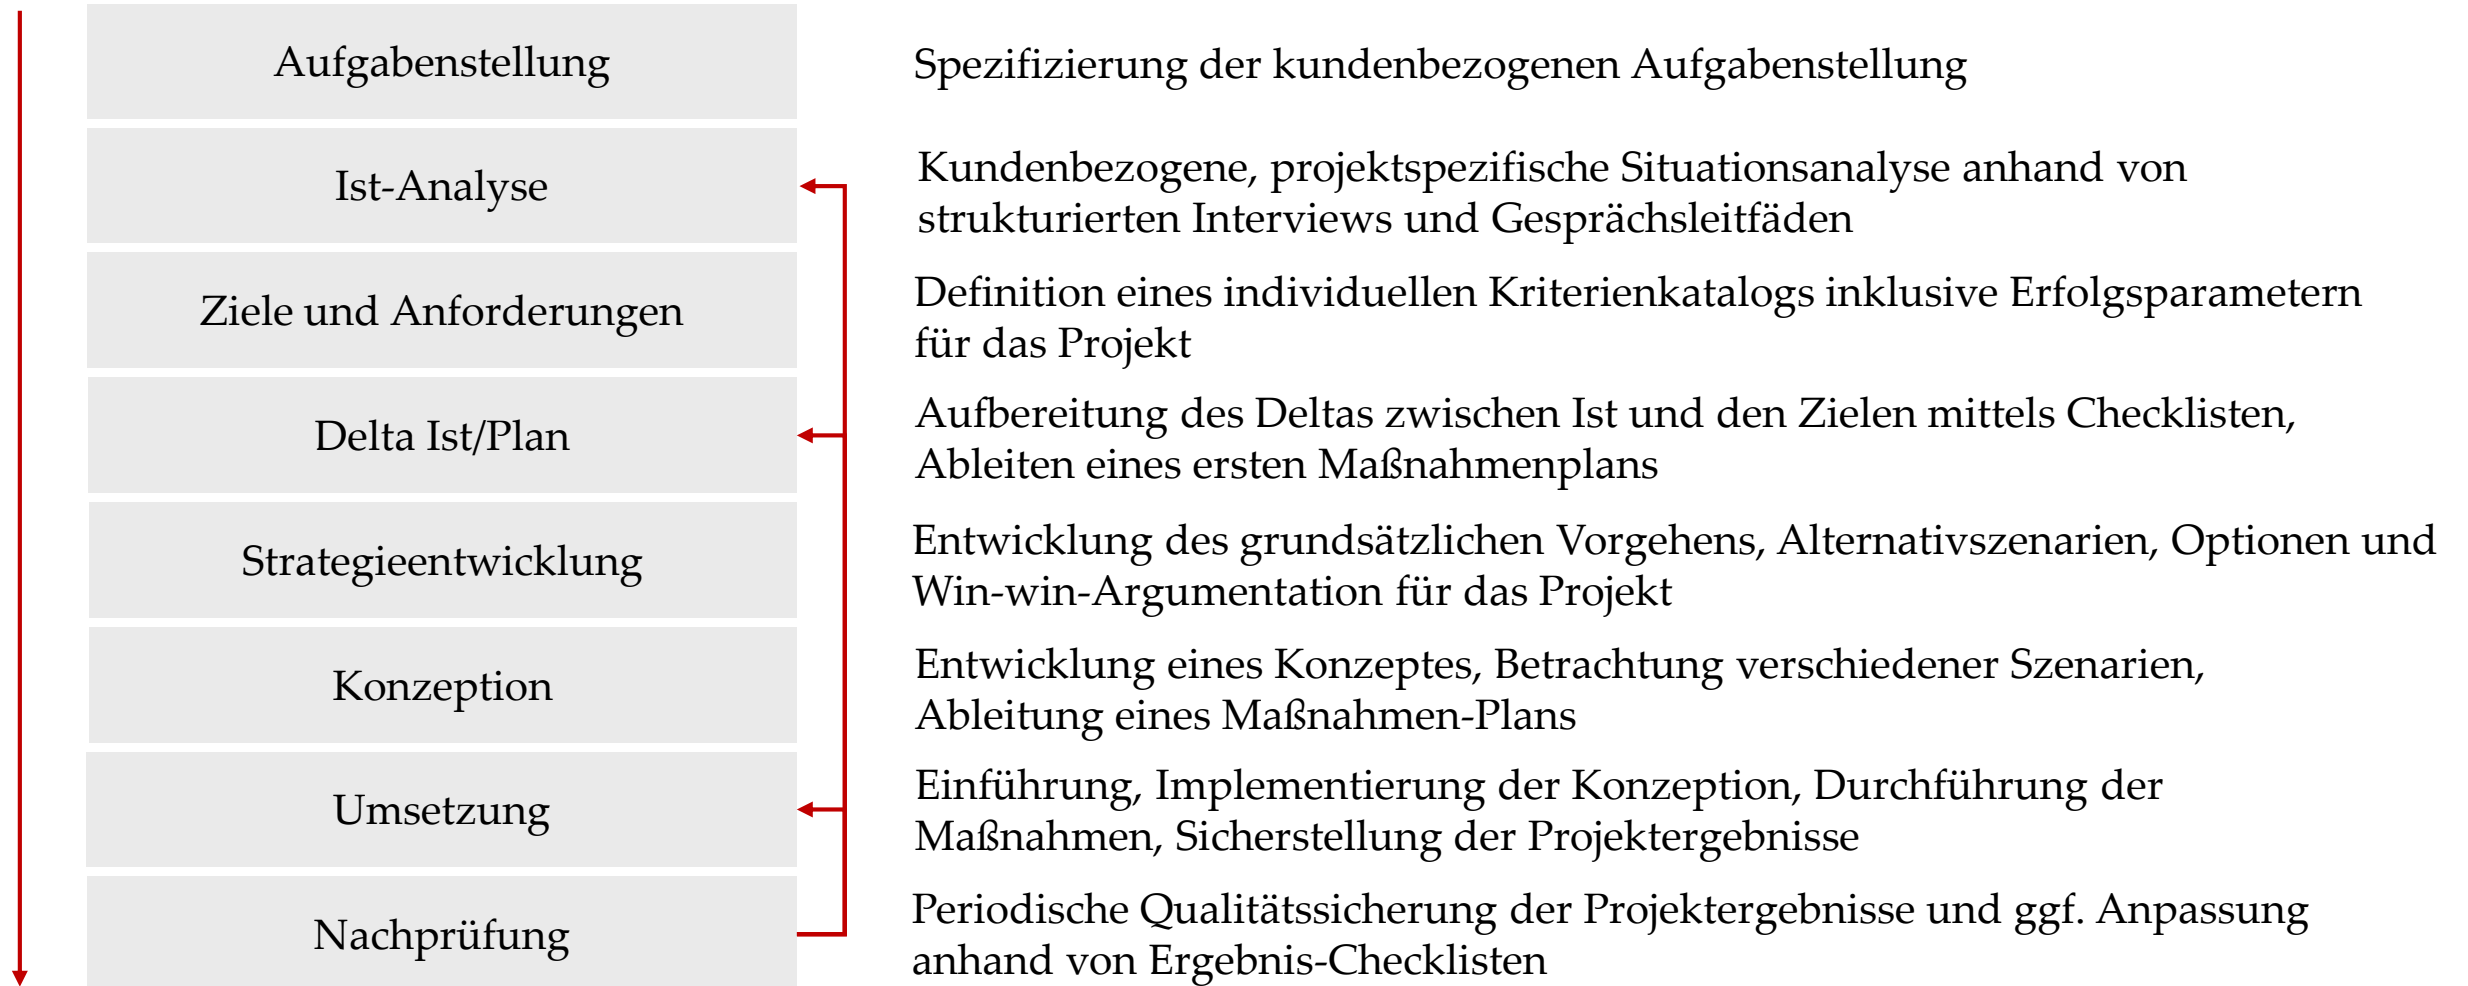 Aufgabenstellung
Spezifizierung der kundenbezogenen Aufgabenstellung
Ist-Analyse
Kundenbezogene, projektspezifische Situationsanalyse anhand von
strukturierten Interviews und Gesprächsleitfäden
Ziele und Anforderungen
Definition eines individuellen Kriterienkatalogs inklusive Erfolgsparametern
für das Projekt
Delta Ist/Plan
Aufbereitung des Deltas zwischen Ist und den Zielen mittels Checklisten,
Ableiten eines ersten Maßnahmenplans
Strategieentwicklung
Entwicklung des grundsätzlichen Vorgehens, Alternativszenarien, Optionen und
Win-win-Argumentation für das Projekt
Konzeption
Entwicklung eines Konzeptes, Betrachtung verschiedener Szenarien,
Ableitung eines Maßnahmen-Plans
Umsetzung
Einführung, Implementierung der Konzeption, Durchführung der
Maßnahmen, Sicherstellung der Projektergebnisse
Nachprüfung
Periodische Qualitätssicherung der Projektergebnisse und ggf. Anpassung
anhand von Ergebnis-Checklisten